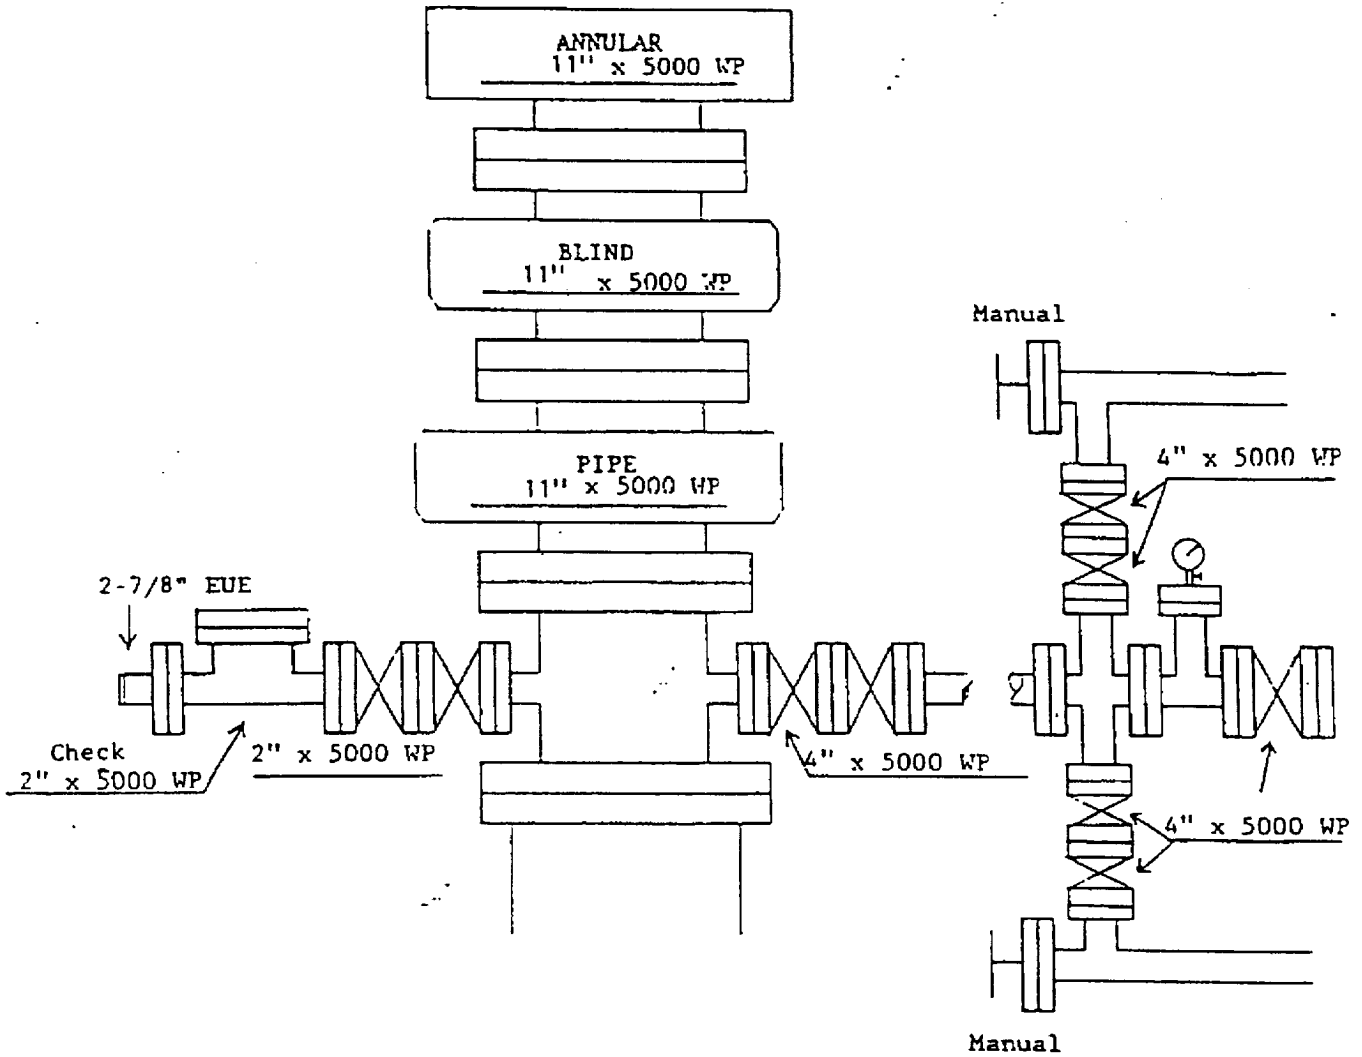 ANNULAR
11" x 5000 WP
BLIND
11" x 5000 WP
Manual
PIPE
11" x 5000 WP
4" x 5000 WP
2-7/8" EUE
Check
2" x 5000 WP
2" x 5000 WP
4" x 5000 WP
4" x 5000 WP
Manual